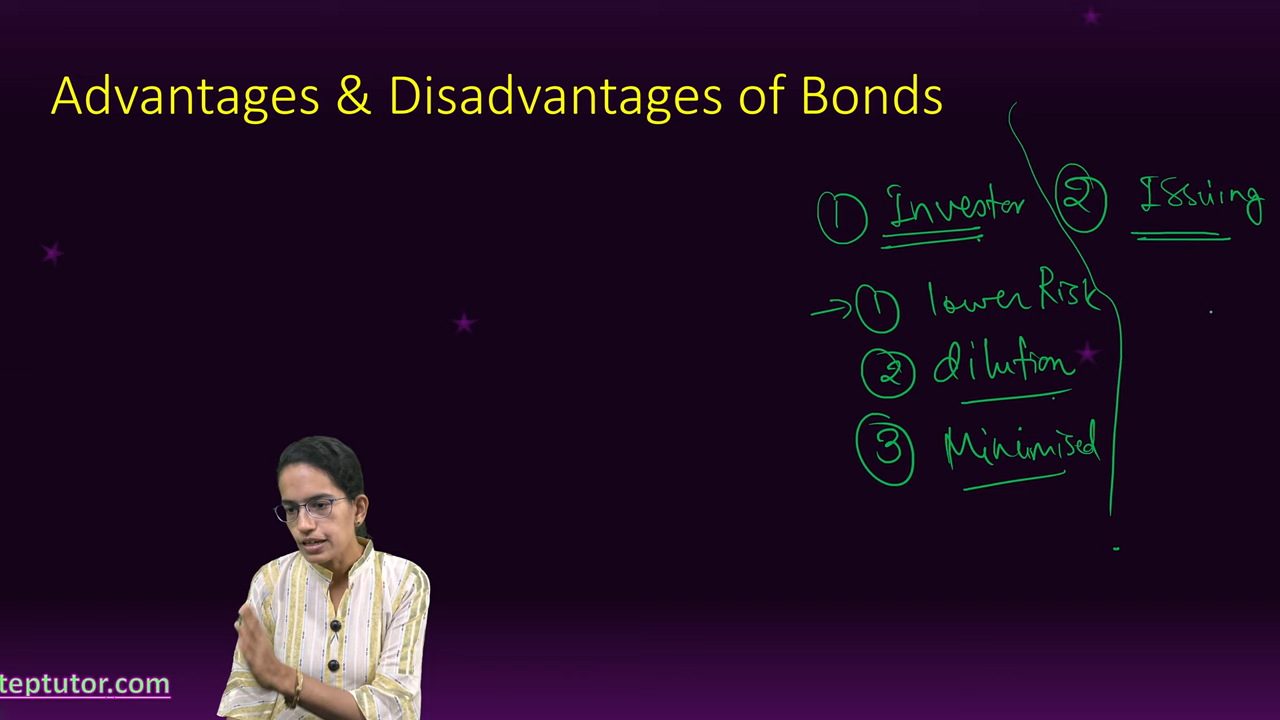 Advantages & Disadvantages of Bonds
① Investor
② Issuing
→ ① lower Risk
② dilution
③ Minimised
teptutor.com